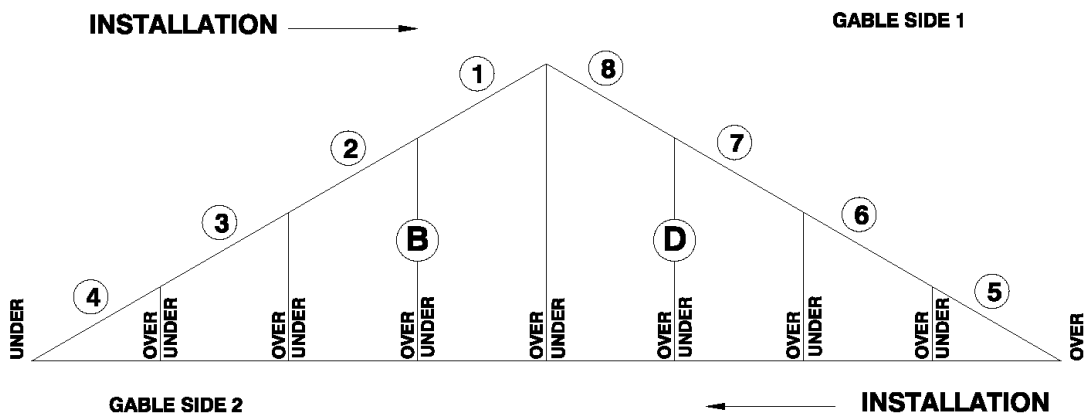 INSTALLATION
GABLE SIDE 1
1
8
2
7
3
6
B
D
4
5
UNDER
OVER
UNDER
OVER
UNDER
OVER
UNDER
OVER
UNDER
OVER
UNDER
OVER
UNDER
OVER
UNDER
OVER
GABLE SIDE 2
INSTALLATION